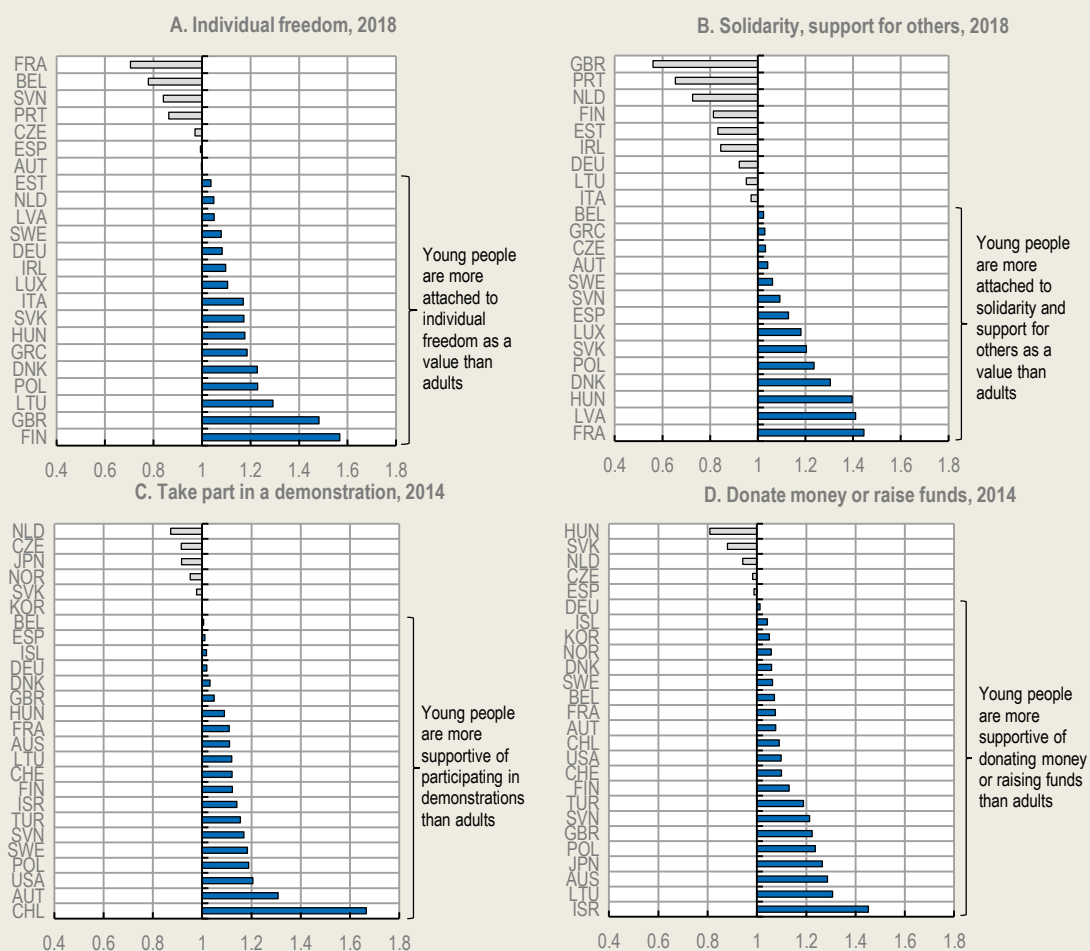 A. Individual freedom, 2018
FRA
BEL
SVN
PRT
CZE
ESP
AUT
EST
NLD
LVA
SWE
DEU
IRL
LUX
ITA
SVK
HUN
GRC
DNK
POL
LTU
GBR
FIN
0.4 0.6 0.8 1 1.2 1.4 1.6 1.8
Young people
are more
attached to
individual
freedom as a
value than
adults
B. Solidarity, support for others, 2018
GBR
PRT
NLD
FIN
EST
IRL
DEU
LTU
ITA
BEL
GRC
CZE
AUT
SWE
SVN
ESP
LUX
SVK
POL
DNK
HUN
LVA
FRA
0.4 0.6 0.8 1 1.2 1.4 1.6 1.8
Young people
are more
attached to
solidarity and
support for
others as a
value than
adults
C. Take part in a demonstration, 2014
NLD
CZE
JPN
NOR
SVK
KOR
BEL
ESP
ISL
DEU
DNK
GBR
HUN
FRA
AUS
LTU
CHE
FIN
ISR
TUR
SVN
SWE
POL
USA
AUT
CHL
0.4 0.6 0.8 1 1.2 1.4 1.6 1.8
Young people
are more
supportive of
participating in
demonstrations
than adults
D. Donate money or raise funds, 2014
HUN
SVK
NLD
CZE
ESP
DEU
ISL
KOR
NOR
DNK
SWE
BEL
FRA
AUT
CHL
USA
CHE
FIN
TUR
SVN
GBR
POL
JPN
AUS
LTU
ISR
0.4 0.6 0.8 1 1.2 1.4 1.6 1.8
Young people
are more
supportive of
donating money
or raising funds
than adults